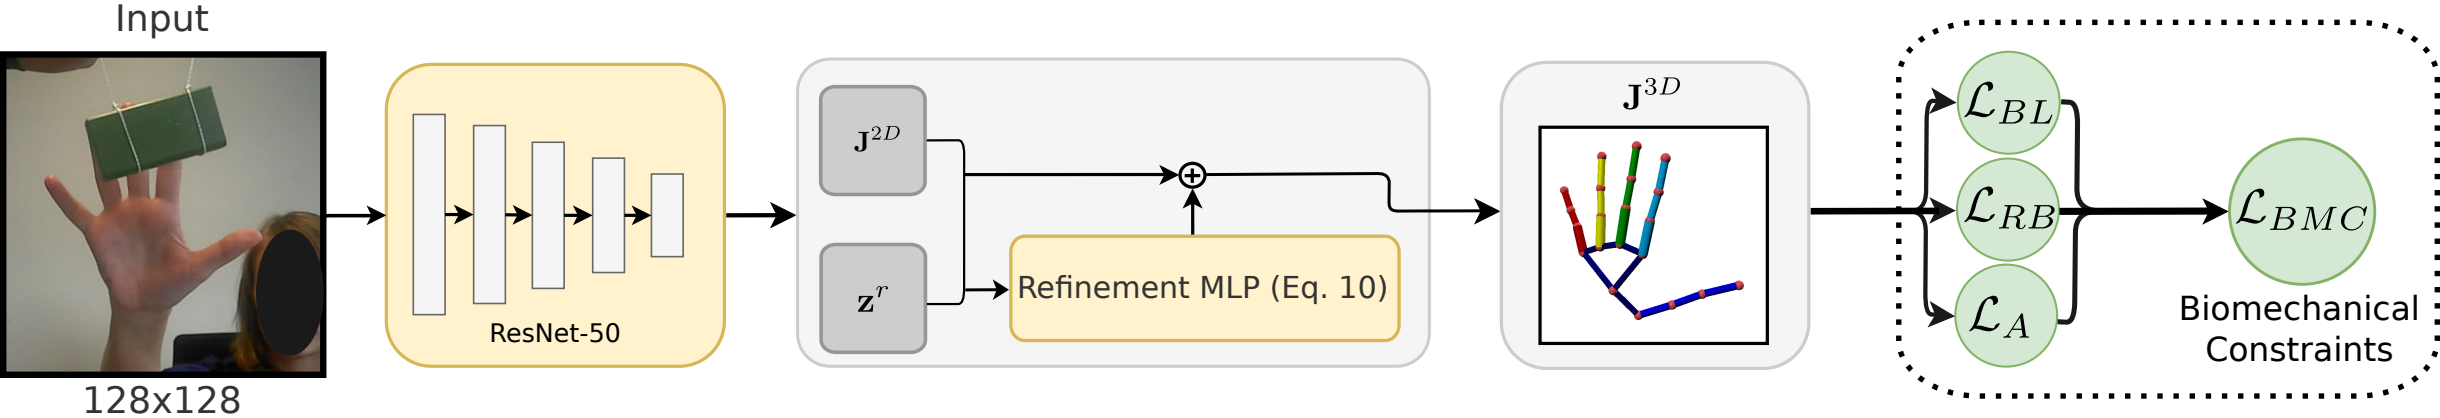 Input
128x128
ResNet-50
J^{2D}
z^r
Refinement MLP (Eq. 10)
J^{3D}
ℒ_{BL}
ℒ_{RB}
ℒ_A
ℒ_{BMC}
Biomechanical
Constraints